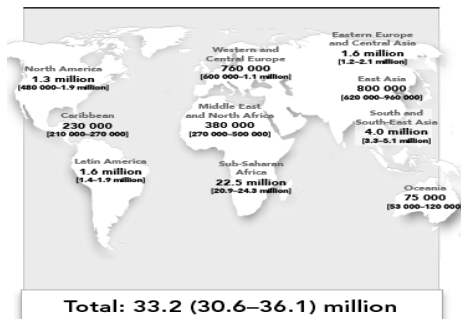 North America
1.3 million
[480 000–1.9 million]
Caribbean
230 000
[210 000–270 000]
Latin America
1.6 million
[1.4–1.9 million]
Western and
Central Europe
760 000
[600 000–1.1 million]
Middle East
and North Africa
380 000
[270 000–500 000]
Sub-Saharan
Africa
22.5 million
[20.9–24.3 million]
Eastern Europe
and Central Asia
1.6 million
[1.2–2.1 million]
East Asia
800 000
[620 000–960 000]
South and
South-East Asia
4.0 million
[3.3–5.1 million]
Oceania
75 000
[53 000–120 000]
Total: 33.2 (30.6–36.1) million